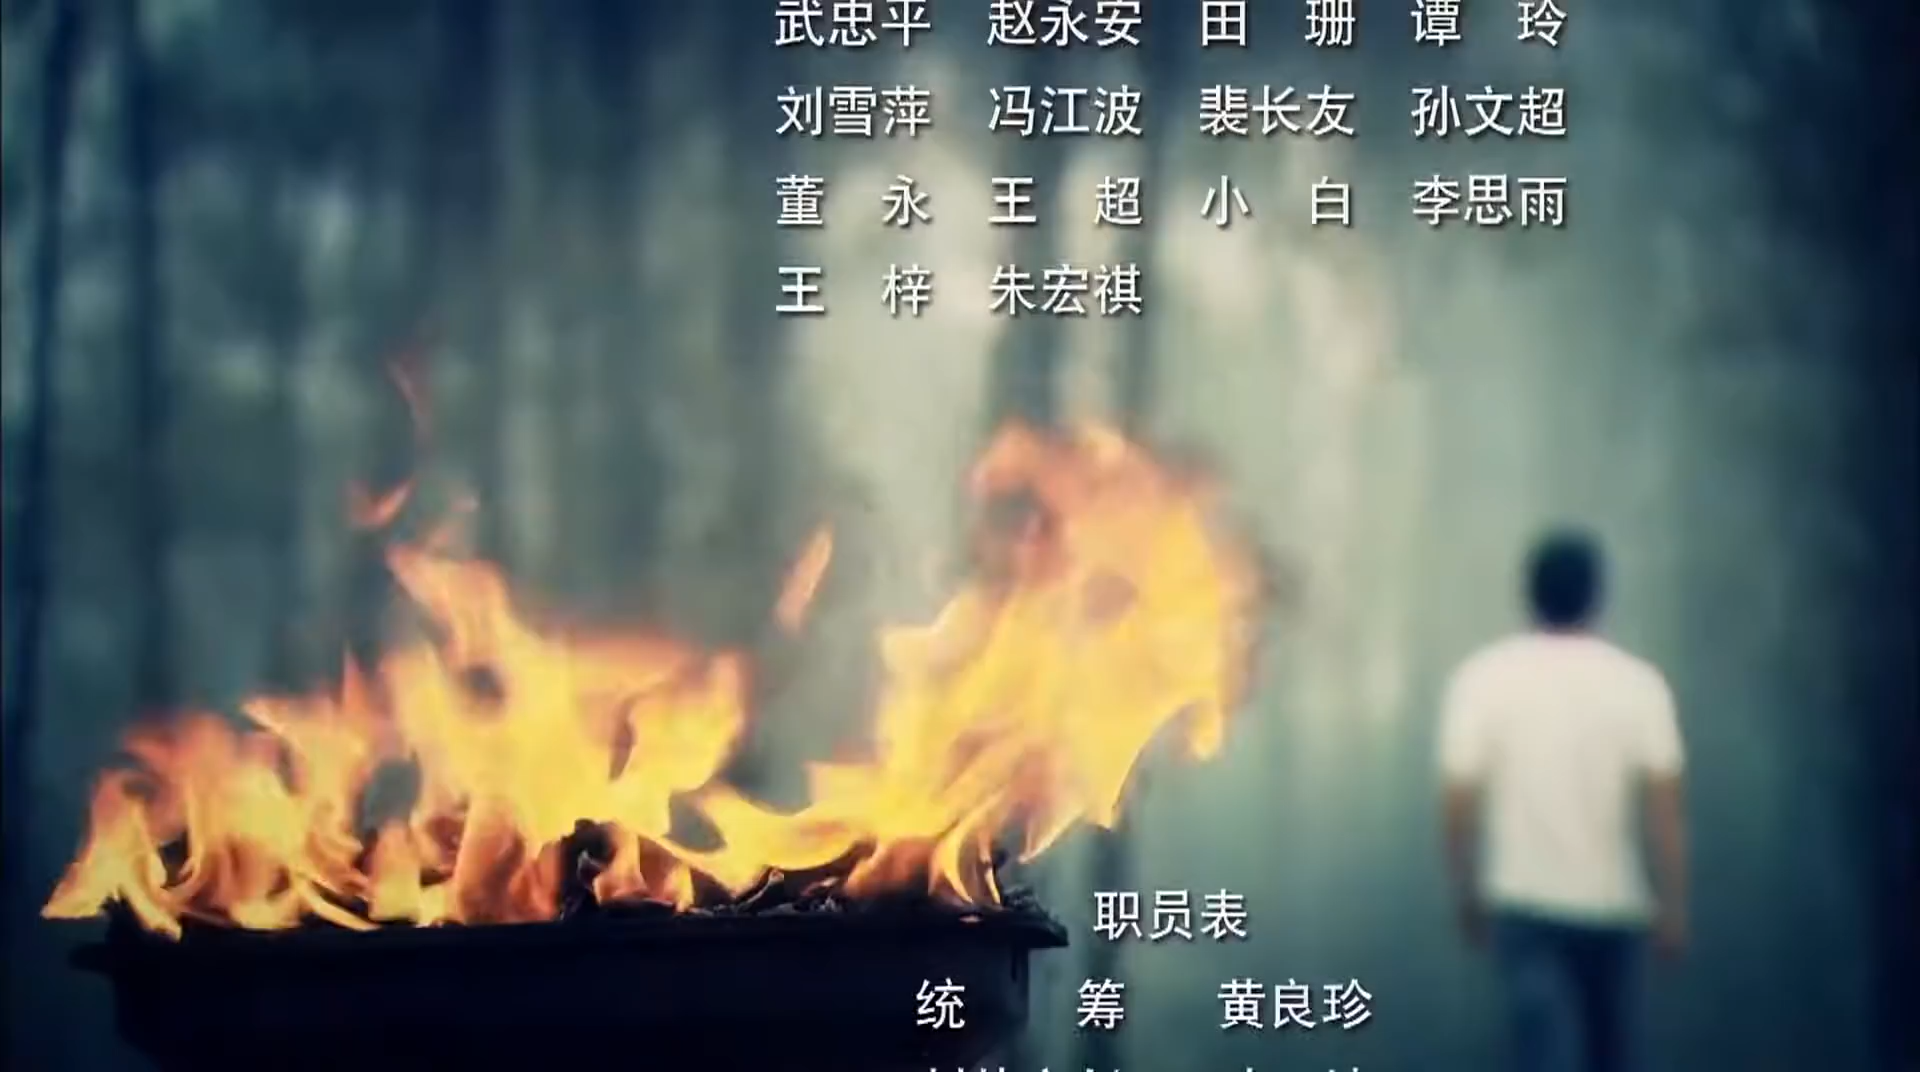 武忠平 赵永安 田 珊 谭 玲
刘雪萍 冯江波 裴长友 孙文超
董 永 王 超 小 白 李思雨
王 梓 朱宏祺
职员表
统 筹 黄良珍